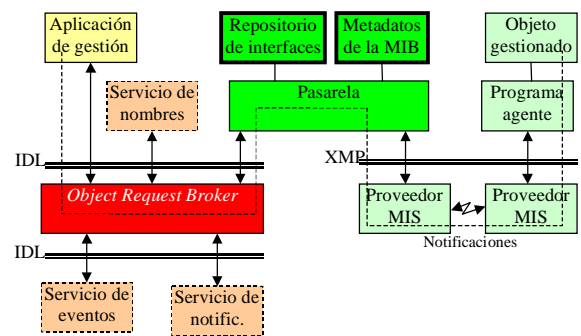 Aplicación
de gestión
Repositorio
de interfaces
Metadatos
de la MIB
Objeto
gestionado
Servicio de
nombres
Pasarela
Programa
agente
IDL
XMP
Object Request Broker
Proveedor
MIS
Proveedor
MIS
Notificaciones
IDL
Servicio de
eventos
Servicio de
notific.